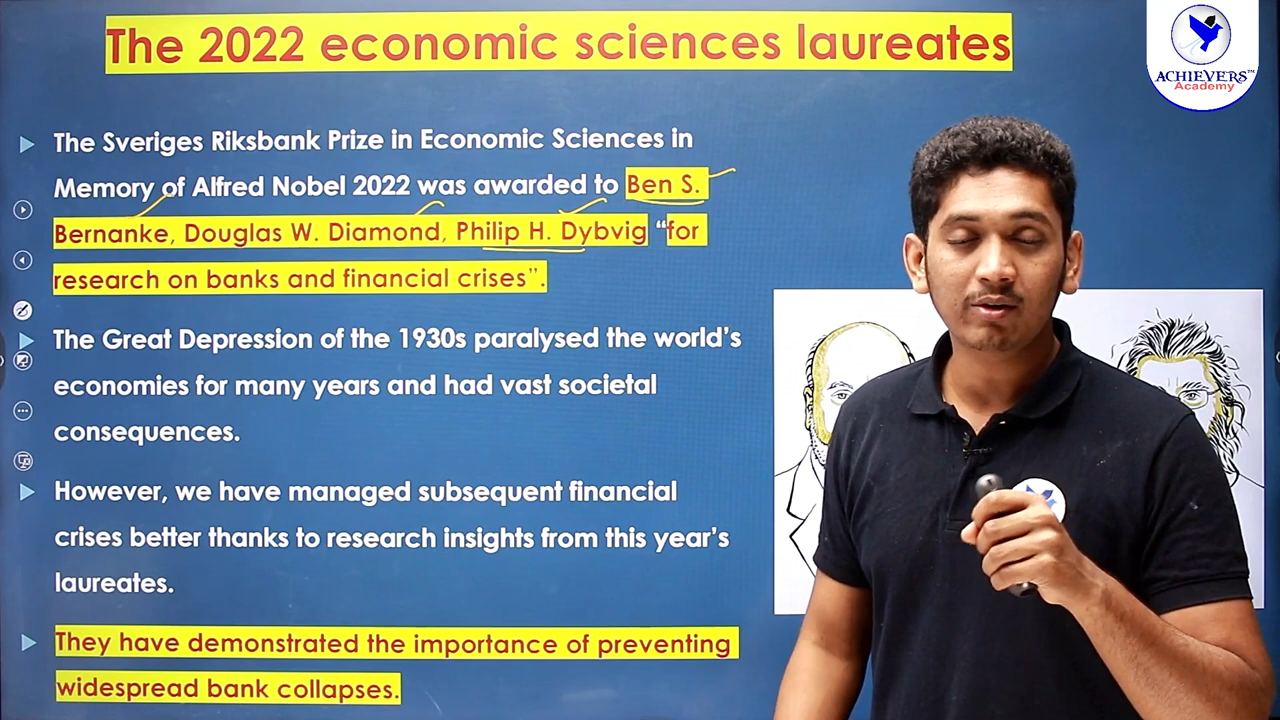 The 2022 economic sciences laureates
ACHIEVERS™
Academy
The Sveriges Riksbank Prize in Economic Sciences in
Memory of Alfred Nobel 2022 was awarded to Ben S.
Bernanke, Douglas W. Diamond, Philip H. Dybvig “for
research on banks and financial crises”.
The Great Depression of the 1930s paralysed the world’s
economies for many years and had vast societal
consequences.
However, we have managed subsequent financial
crises better thanks to research insights from this year’s
laureates.
They have demonstrated the importance of preventing
widespread bank collapses.